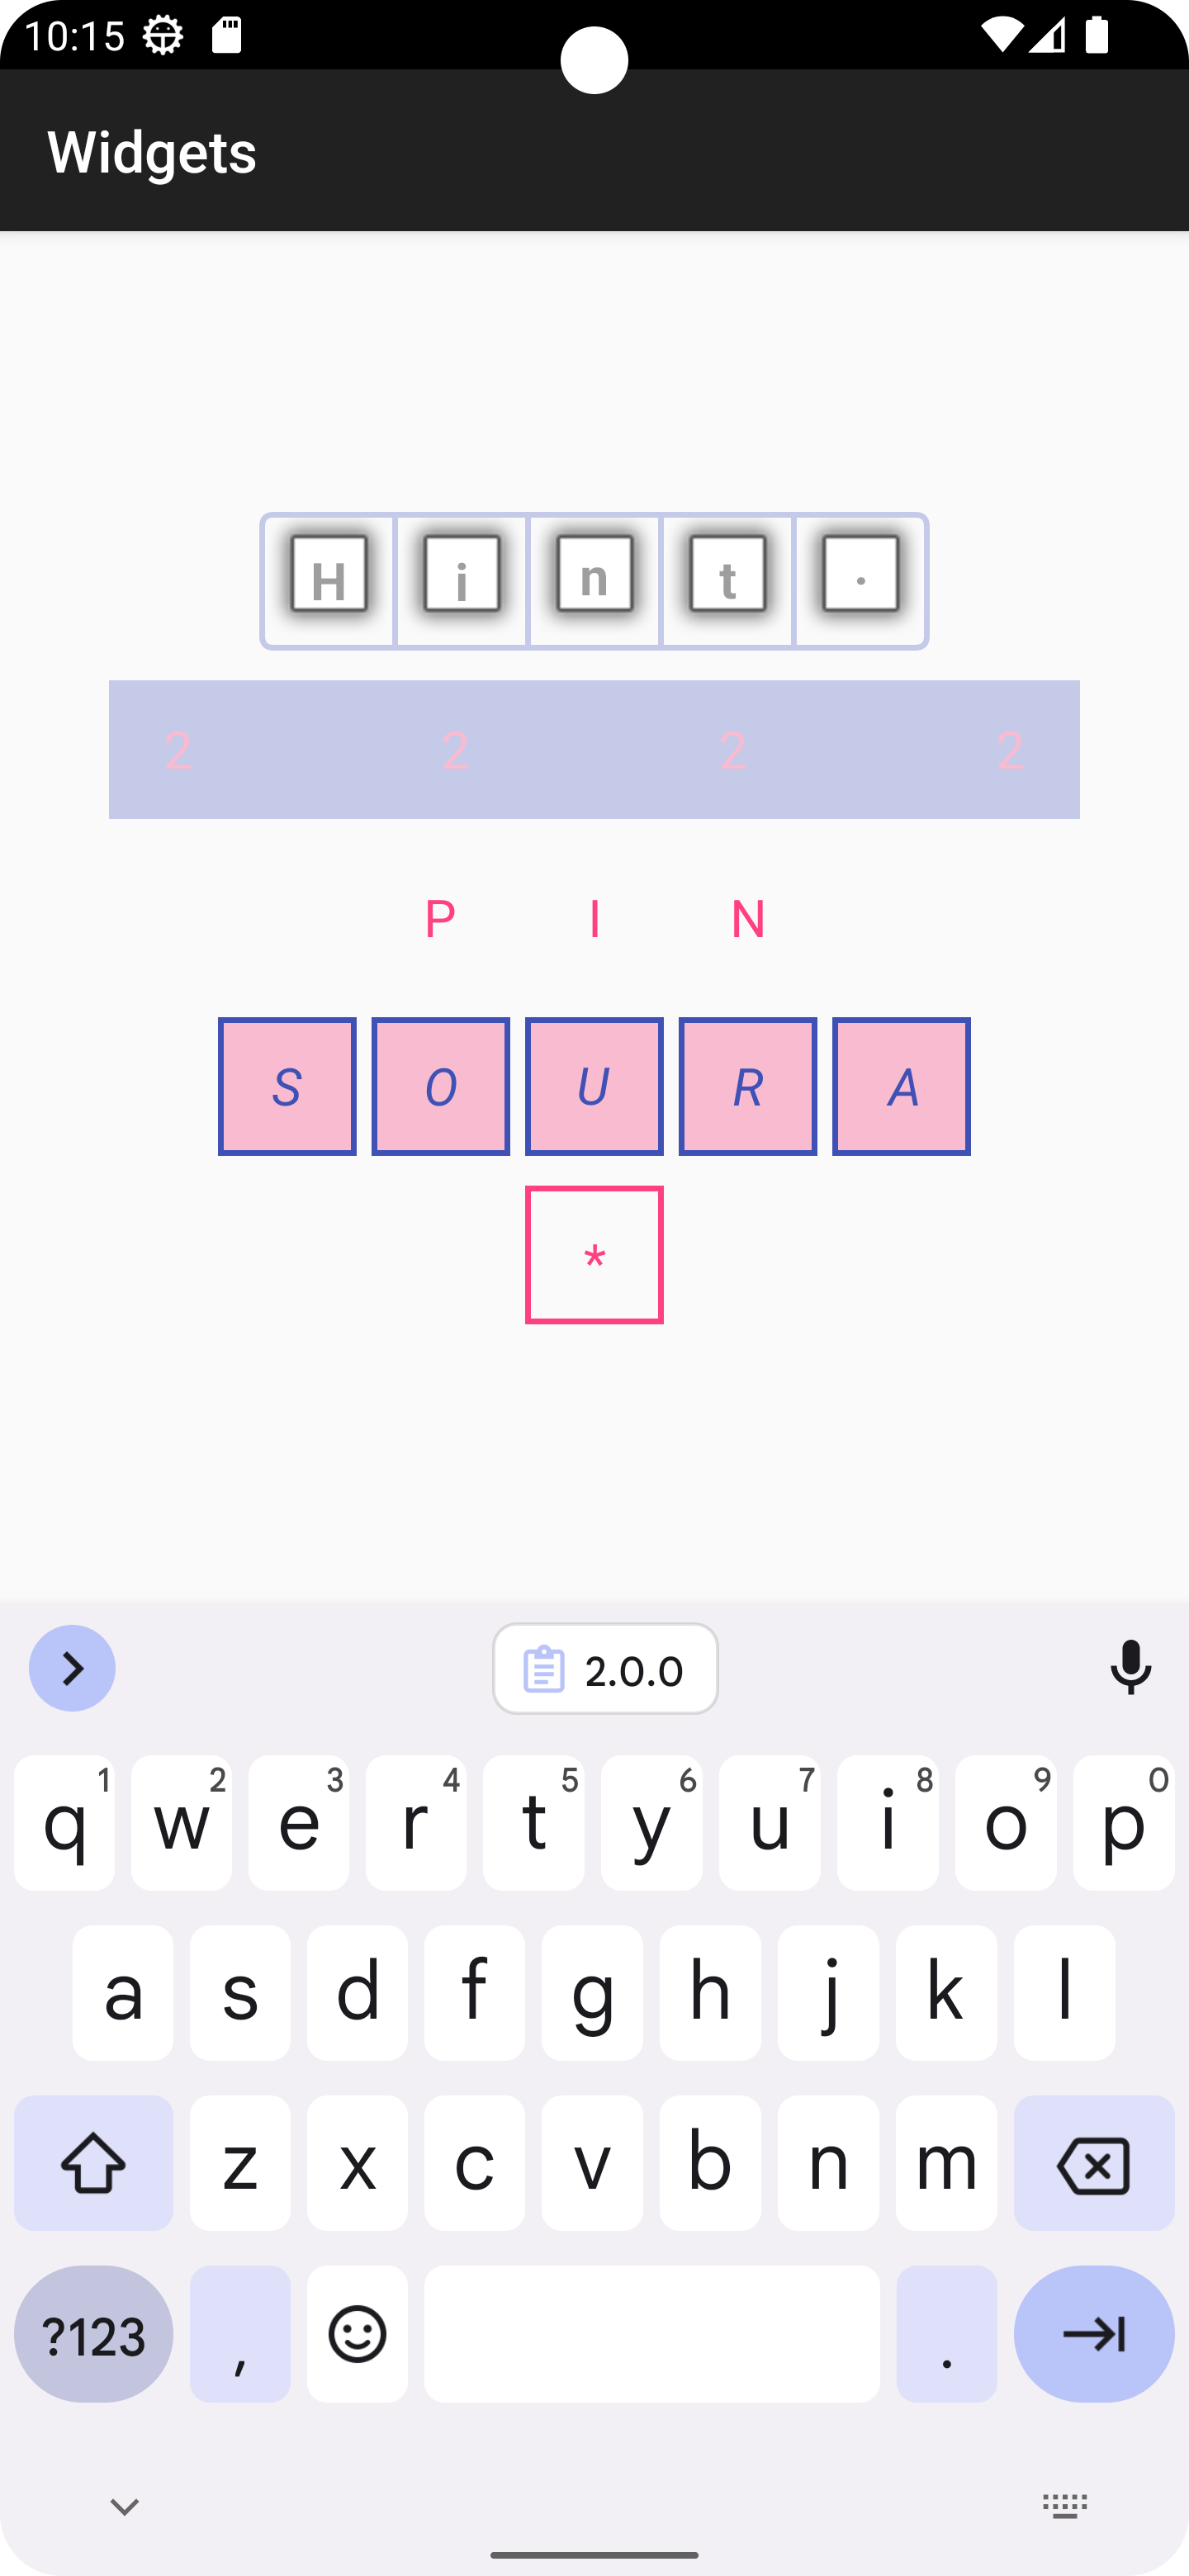 10:15
Widgets
H i n t ·
2 2 2 2
P I N
S O U R A
*
2.0.0
q 1 w 2 e 3 r 4 t 5 y 6 u 7 i 8 o 9 p 0
a s d f g h j k l
z x c v b n m
?123 , .